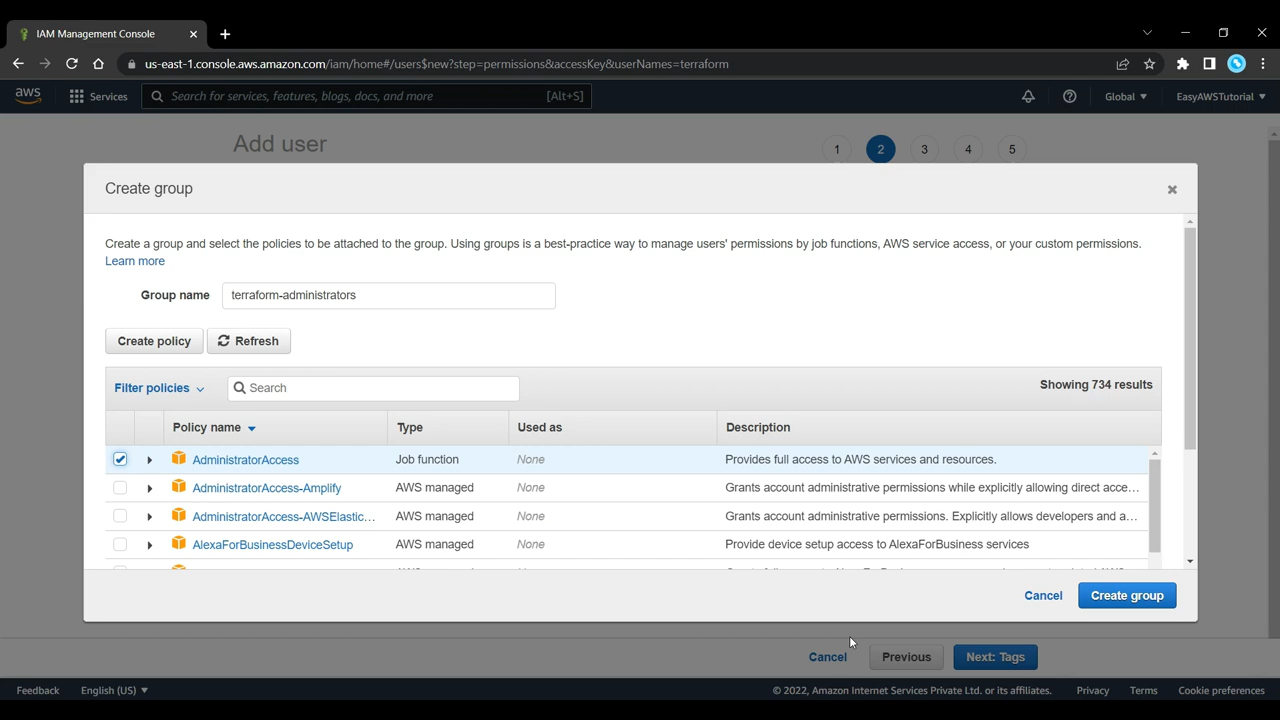 IAM Management Console
us-east-1.console.aws.amazon.com/iam/home#/users$new?step=permissions&accessKey&userNames=terraform
aws
Services
Search for services, features, blogs, docs, and more
[Alt+S]
Global
EasyAWSTutorial
Add user
1 2 3 4 5
Create group
Create a group and select the policies to be attached to the group. Using groups is a best-practice way to manage users' permissions by job functions, AWS service access, or your custom permissions.
Learn more
Group name terraform-administrators
Create policy Refresh
Filter policies Search Showing 734 results
Policy name Type Used as Description
AdministratorAccess Job function None Provides full access to AWS services and resources.
AdministratorAccess-Amplify AWS managed None Grants account administrative permissions while explicitly allowing direct acce...
AdministratorAccess-AWSElastic... AWS managed None Grants account administrative permissions. Explicitly allows developers and a...
AlexaForBusinessDeviceSetup AWS managed None Provide device setup access to AlexaForBusiness services
Cancel Create group
Cancel Previous Next: Tags
Feedback English (US) © 2022, Amazon Internet Services Private Ltd. or its affiliates. Privacy Terms Cookie preferences